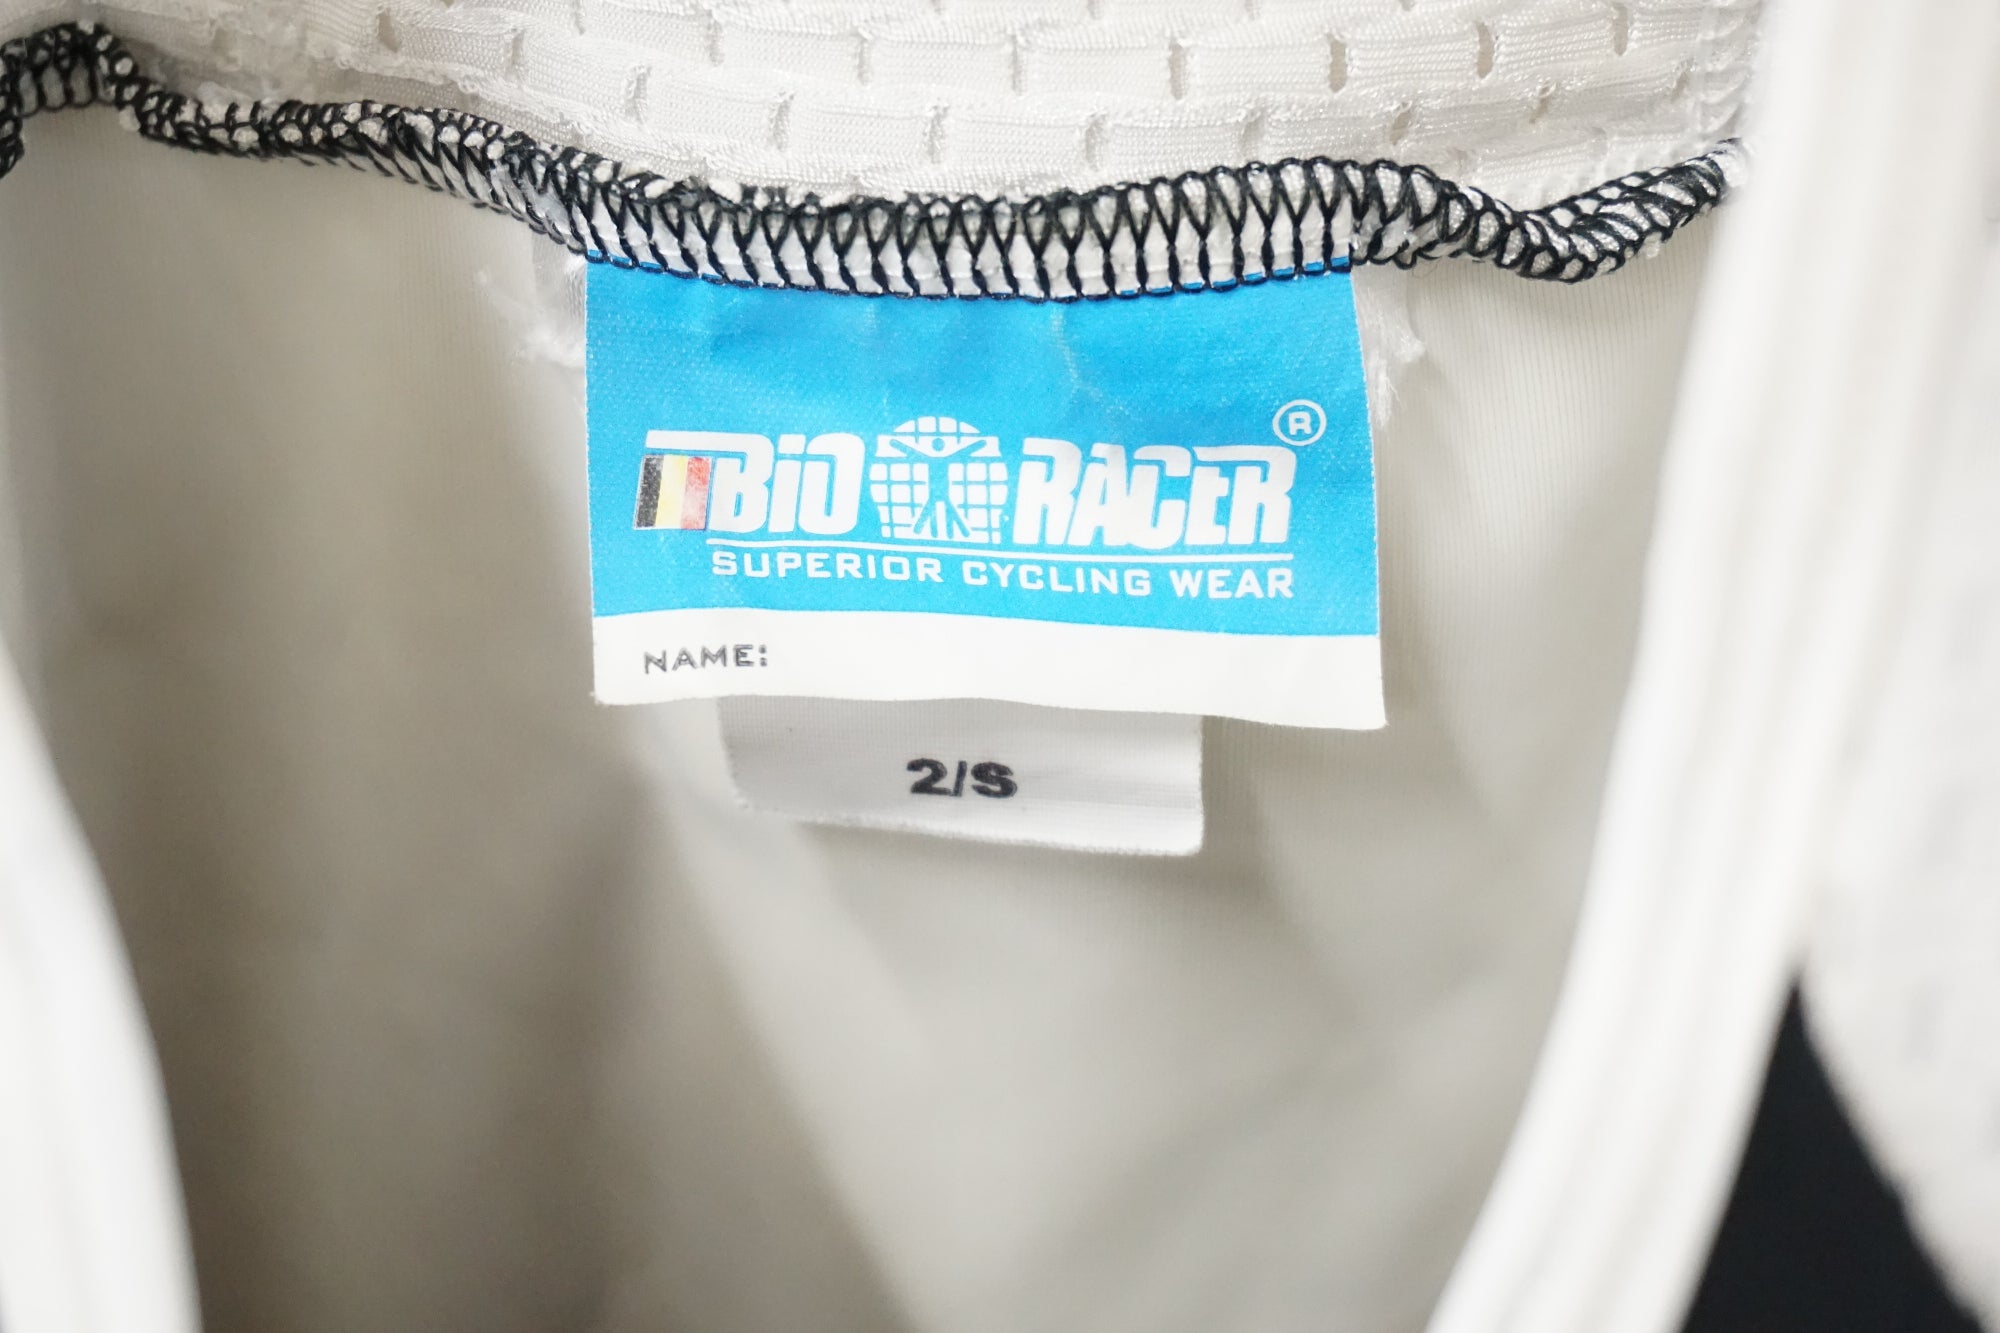 BIO RACER ®
SUPERIOR CYCLING WEAR
NAME:
2/S